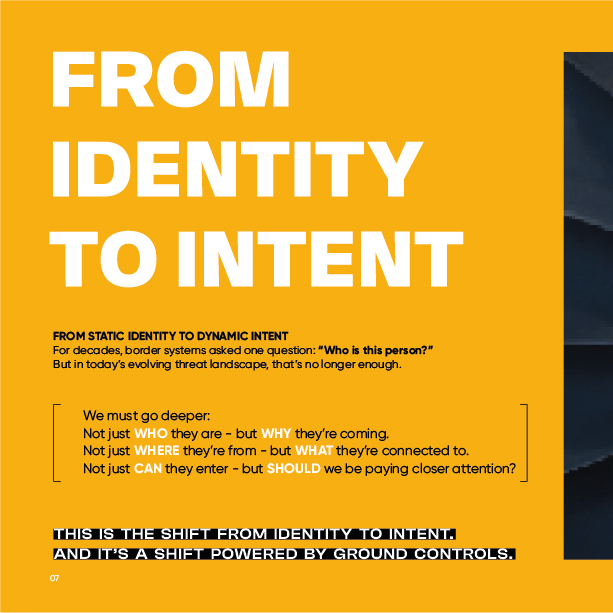 FROM
IDENTITY
TO INTENT
FROM STATIC IDENTITY TO DYNAMIC INTENT
For decades, border systems asked one question: “Who is this person?”
But in today’s evolving threat landscape, that’s no longer enough.
We must go deeper:
Not just WHO they are - but WHY they’re coming.
Not just WHERE they’re from - but WHAT they’re connected to.
Not just CAN they enter - but SHOULD we be paying closer attention?
THIS IS THE SHIFT FROM IDENTITY TO INTENT.
AND IT’S A SHIFT POWERED BY GROUND CONTROLS.
07